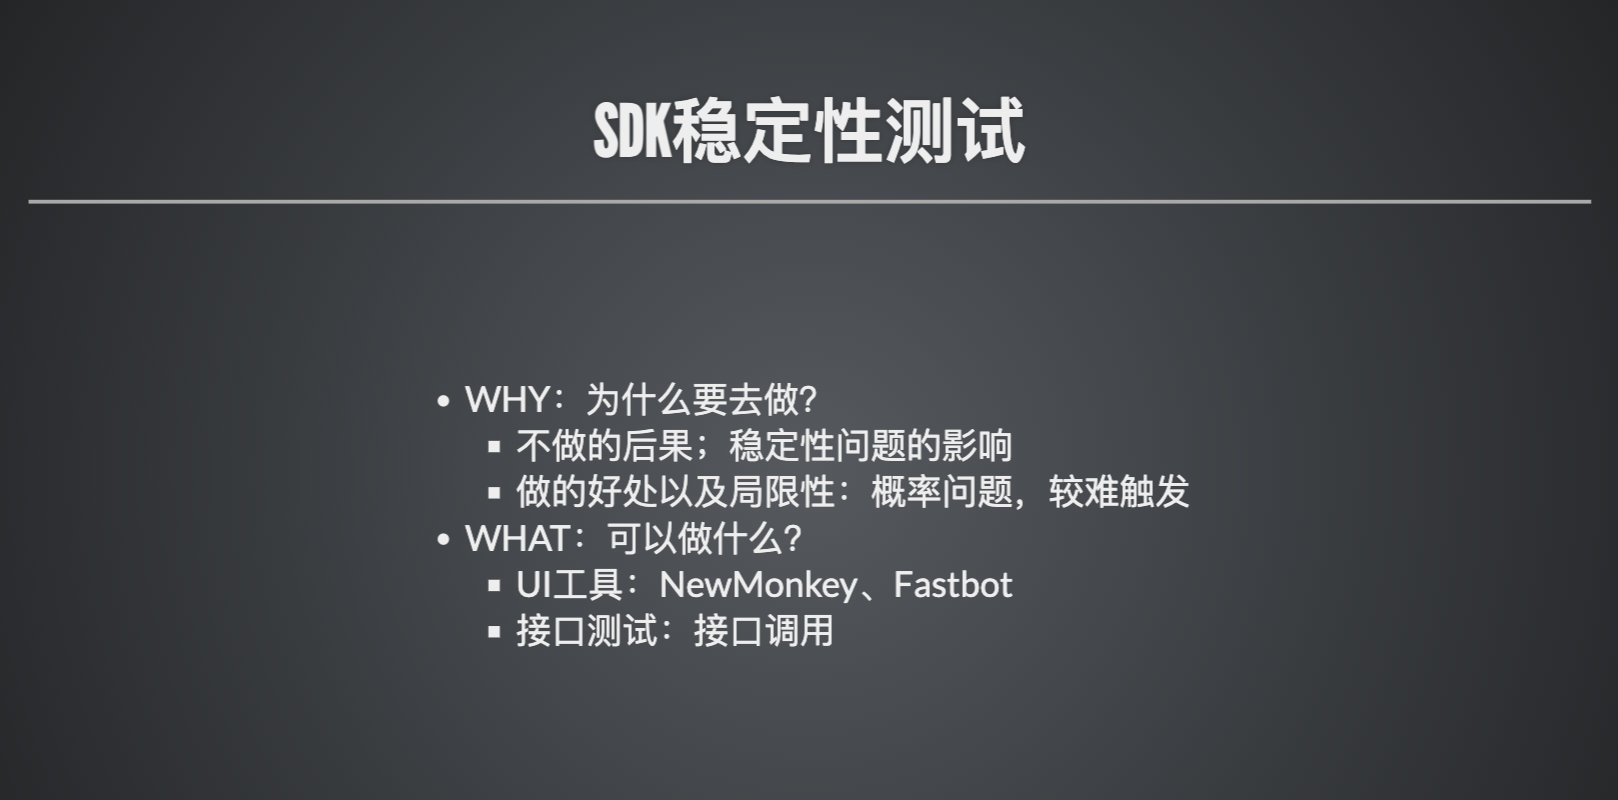 SDK稳定性测试
WHY：为什么要去做？
不做的后果；稳定性问题的影响
做的好处以及局限性：概率问题，较难触发
WHAT：可以做什么？
UI工具：NewMonkey、Fastbot
接口测试：接口调用